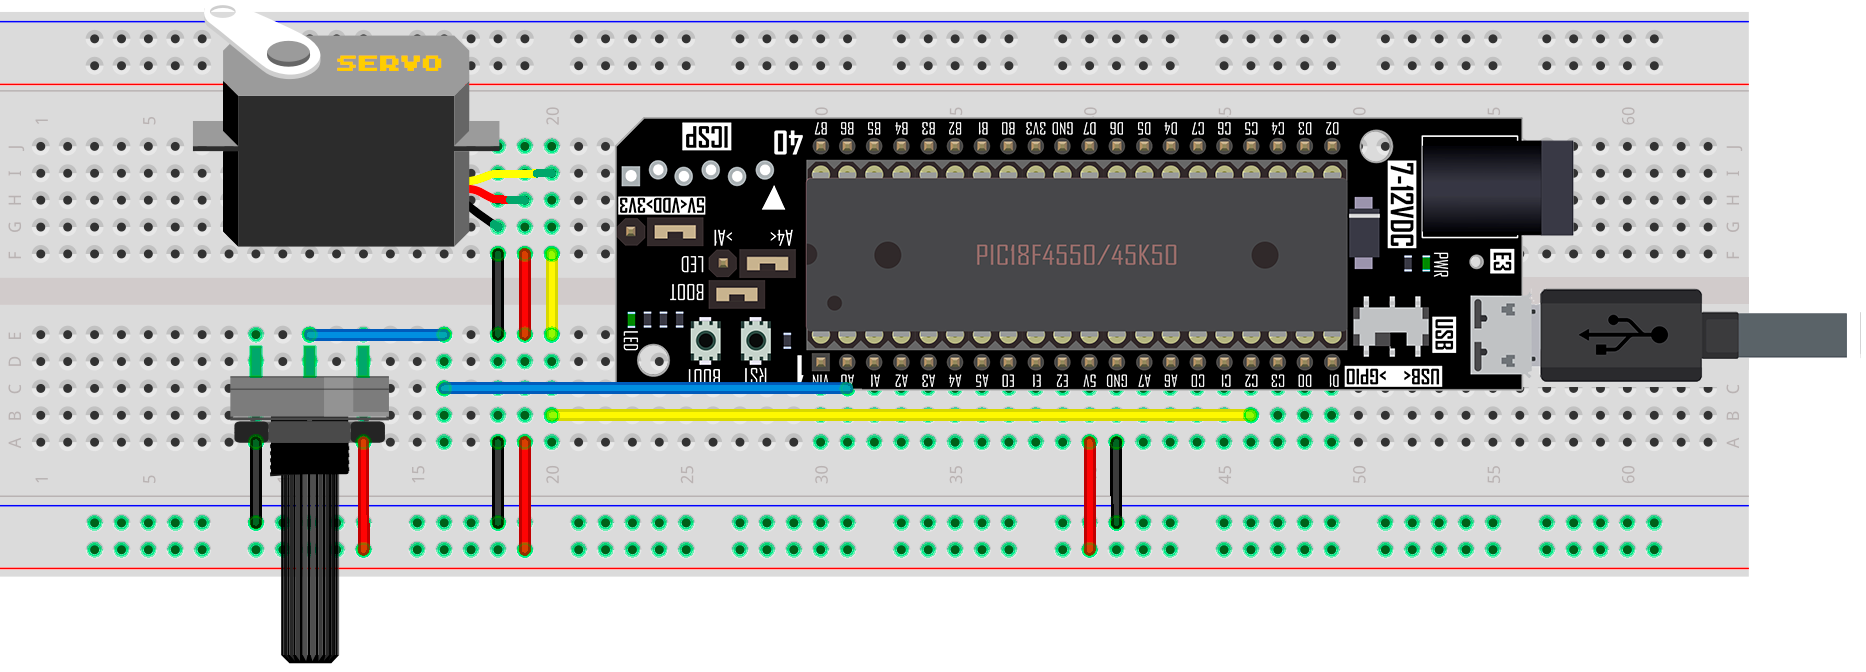 SERVO
1 5 20 30 35 40 45 50 55 60
J J
I I
H H
G G
F F
E E
D D
C C
B B
A A
ICSP
40
B7 B6 B5 B4 B3 B2 B1 B0 3V3 GND D7 D6 D5 D4 C7 C6 C5 C4 D3 D2
5V<VDD>3V3
A4< >A1
LED
BOOT
PIC18F4550/45K50
7-12VDC
PWR
E3
LED
BOOT
RST
1
USB
USB< >GPIO
VIN A0 A1 A2 A3 A4 A5 E0 E1 E2 5V GND A7 A6 C0 C1 C2 C3 D0 D1
1 5 15 20 25 30 35 45 50 55 60